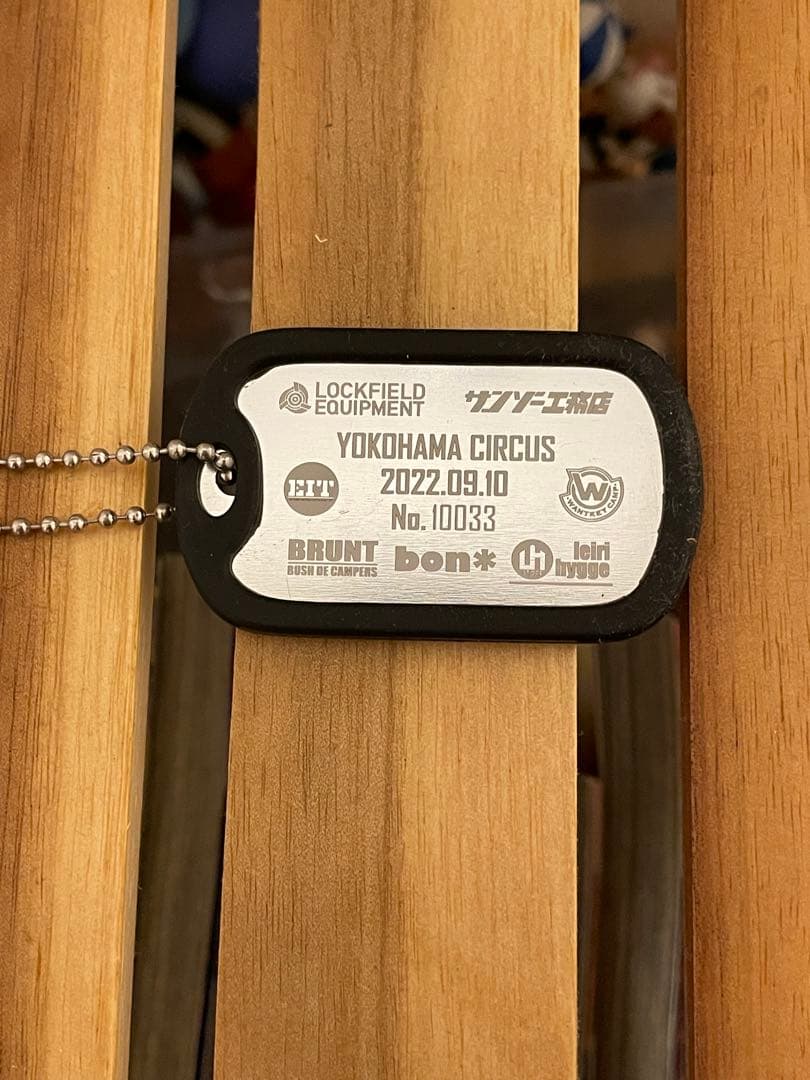 LOCKFIELD EQUIPMENT
サンゾー工務店
YOKOHAMA CIRCUS
EIT
2022.09.10
W
WANTKEY CAMP
No. 10033
BRUNT
BUSH DE CAMPERS
bon*
leiri
hygge